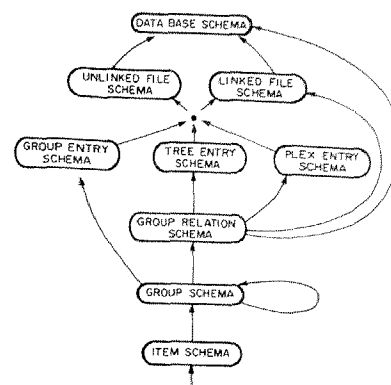 DATA BASE SCHEMA
UNLINKED FILE
SCHEMA
LINKED FILE
SCHEMA
GROUP ENTRY
SCHEMA
TREE ENTRY
SCHEMA
PLEX ENTRY
SCHEMA
GROUP RELATION
SCHEMA
GROUP SCHEMA
ITEM SCHEMA